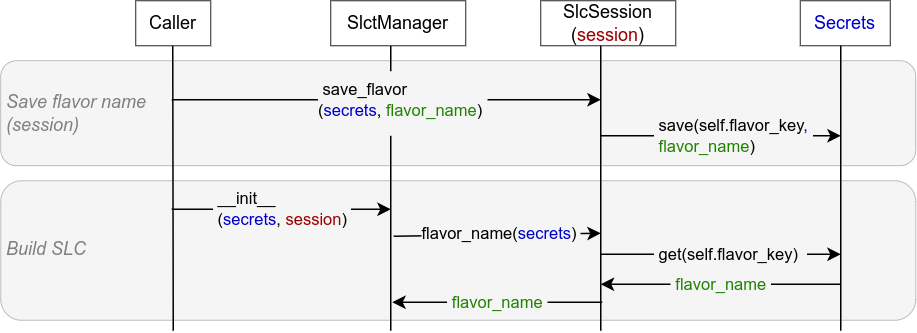 Caller
SlctManager
SlcSession
(session)
Secrets
Save flavor name
(session)
save_flavor
(secrets, flavor_name)
save(self.flavor_key,
flavor_name)
Build SLC
__init__
(secrets, session)
flavor_name(secrets)
get(self.flavor_key)
flavor_name
flavor_name